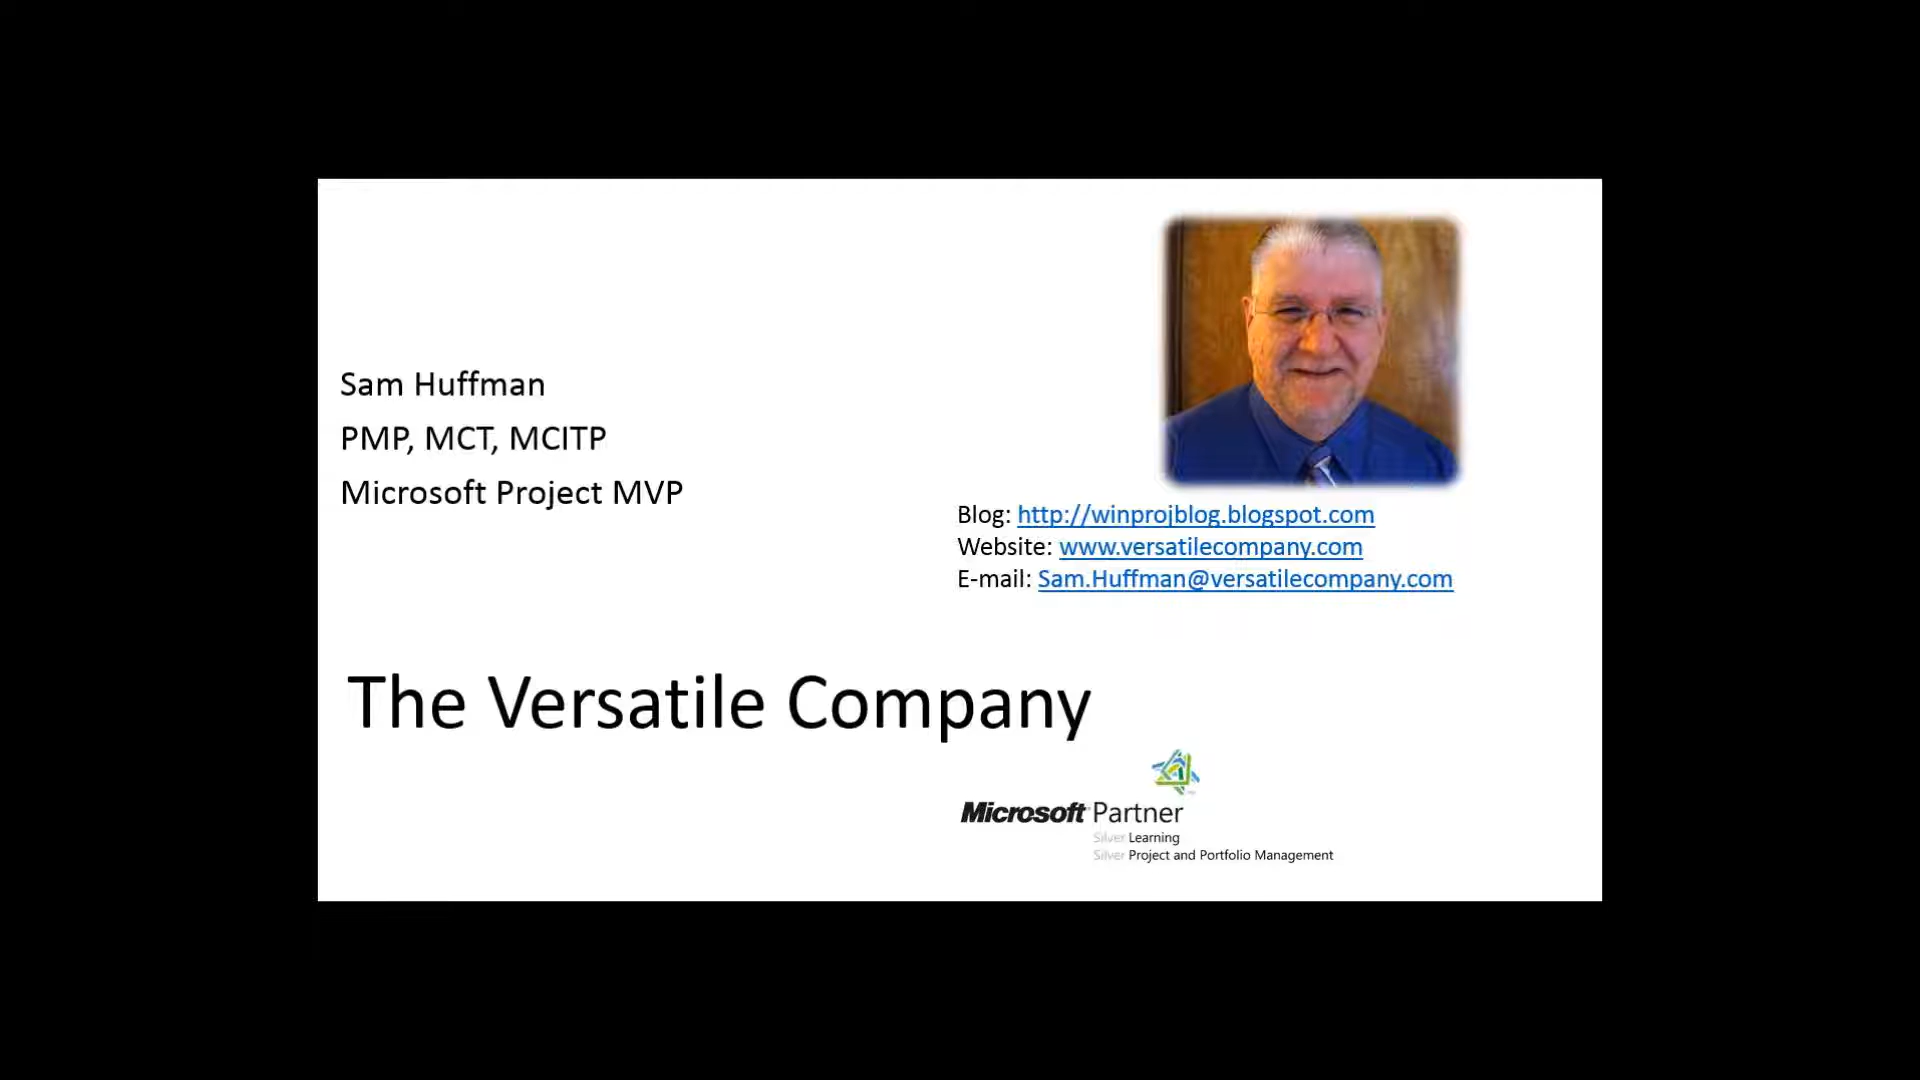 Sam Huffman
PMP, MCT, MCITP
Microsoft Project MVP
Blog: http://winprojblog.blogspot.com
Website: www.versatilecompany.com
E-mail: Sam.Huffman@versatilecompany.com
The Versatile Company
Microsoft Partner
Silver Learning
Silver Project and Portfolio Management